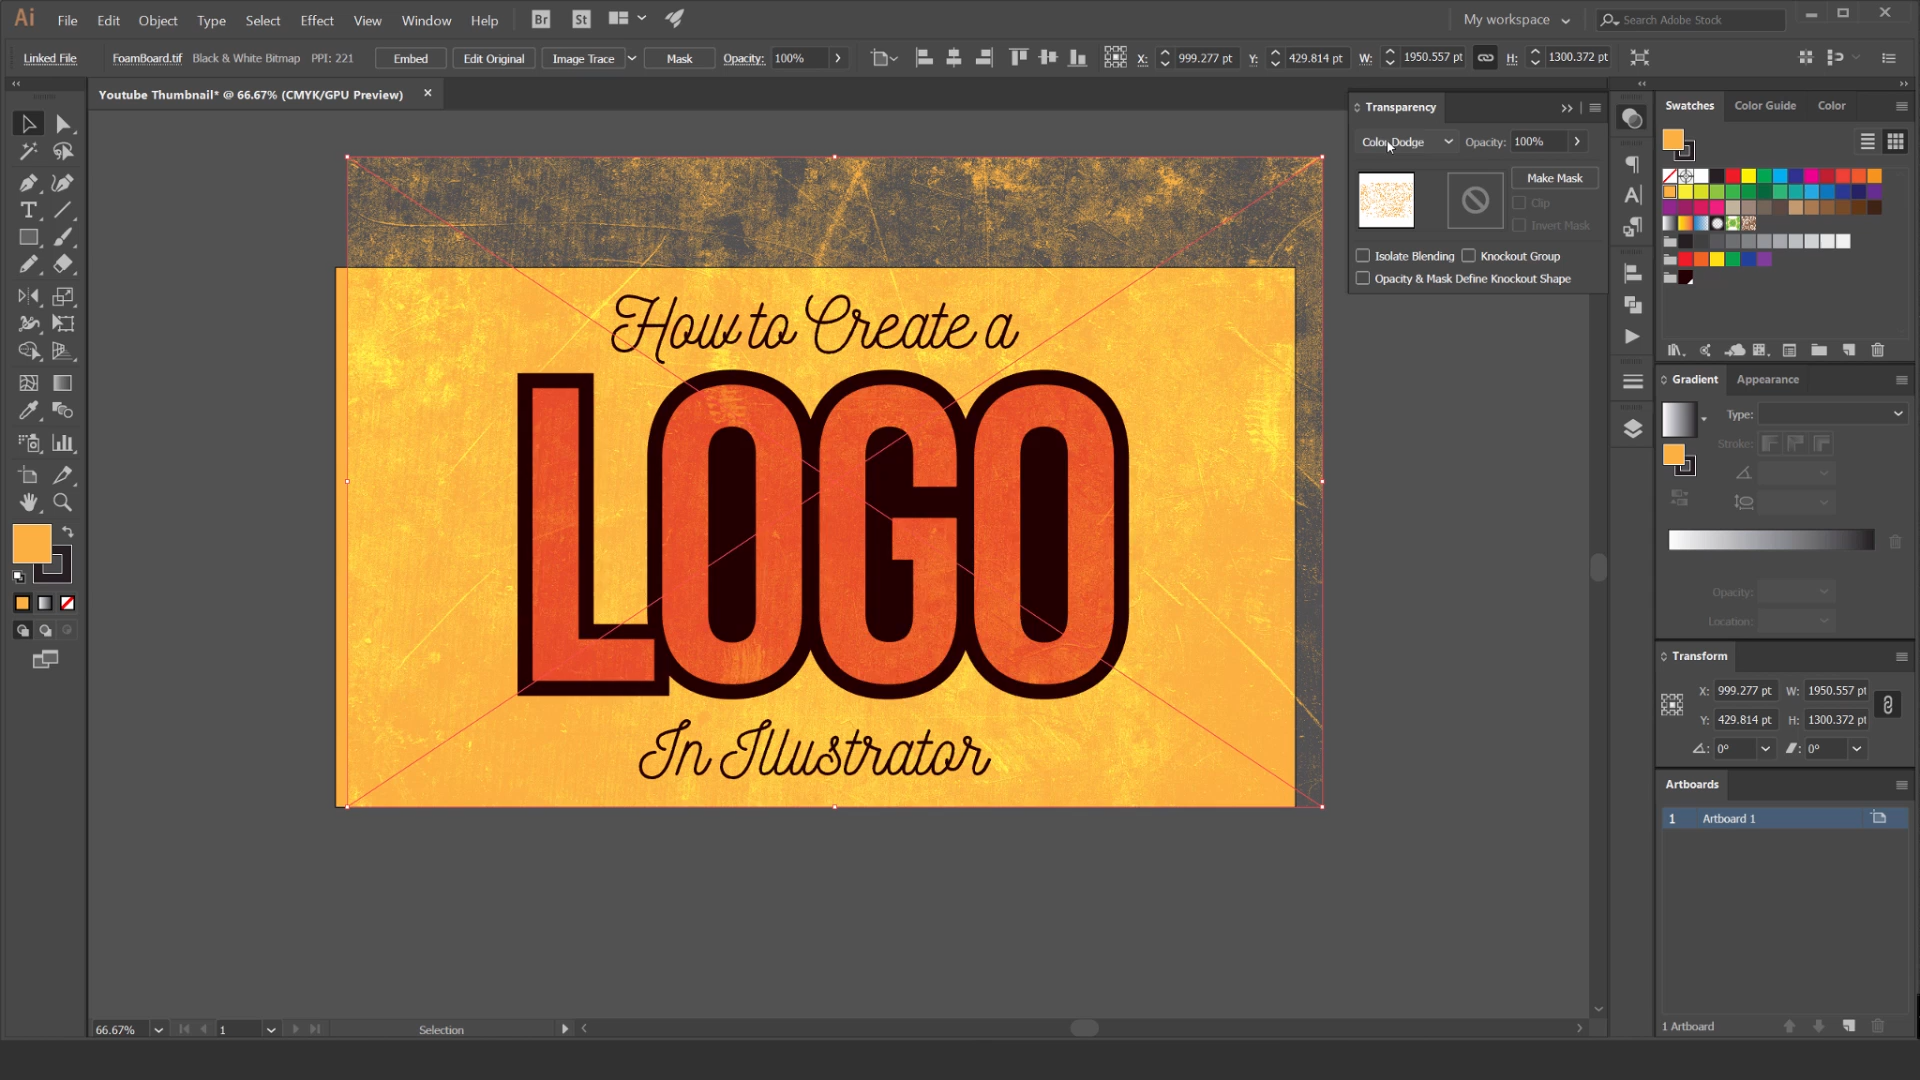 Ai File Edit Object Type Select Effect View Window Help Br St My workspace Search Adobe Stock
Linked File FoamBoard.tif Black & White Bitmap PPI: 221 Embed Edit Original Image Trace Mask Opacity: 100% X: 999.277 pt Y: 429.814 pt W: 1950.557 pt H: 1300.372 pt
Youtube Thumbnail* @ 66.67% (CMYK/GPU Preview)
Transparency
Color Dodge Opacity: 100%
Make Mask
Clip
Invert Mask
Isolate Blending Knockout Group
Opacity & Mask Define Knockout Shape
Swatches Color Guide Color
Gradient Appearance
Type:
Stroke:
Opacity:
Location:
Transform
X: 999.277 pt W: 1950.557 pt
Y: 429.814 pt H: 1300.372 pt
0° 0°
Artboards
1 Artboard 1
1 Artboard
How to Create a
LOGO
In Illustrator
66.67% 1 Selection